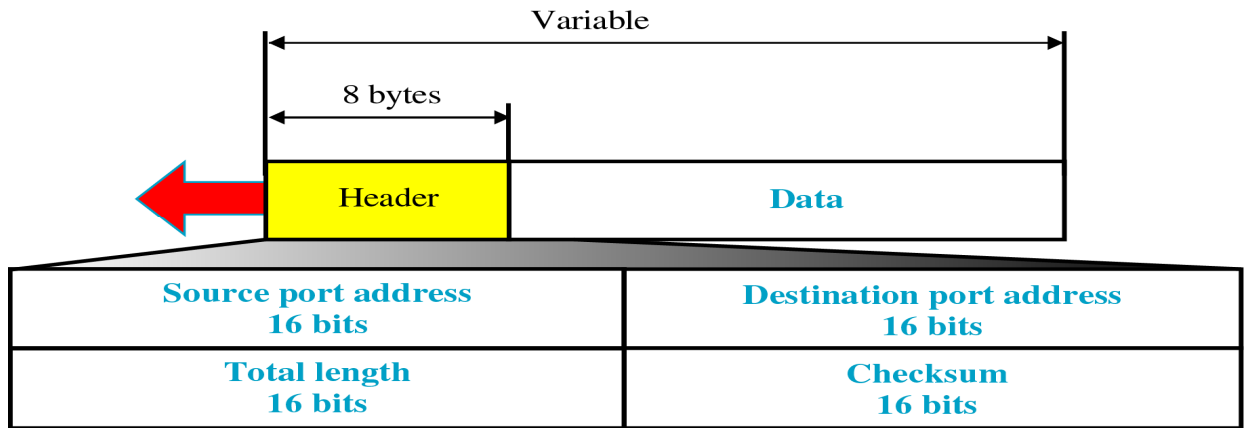 Variable
8 bytes
Header
Data
Source port address
16 bits
Destination port address
16 bits
Total length
16 bits
Checksum
16 bits